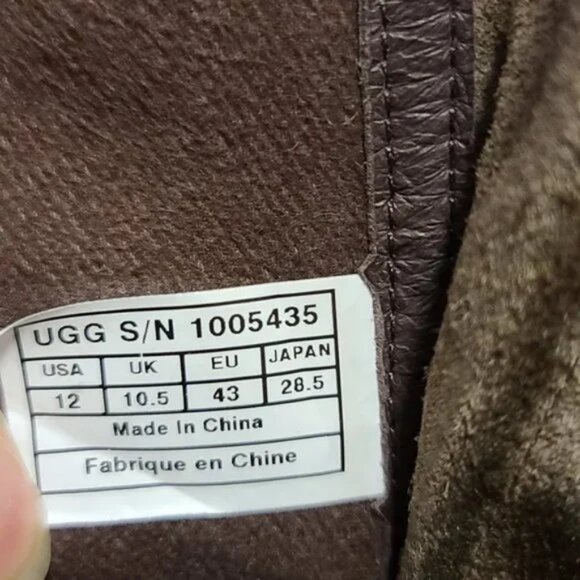 UGG S/N 1005435
USA UK EU JAPAN
12 10.5 43 28.5
Made In China
Fabrique en Chine